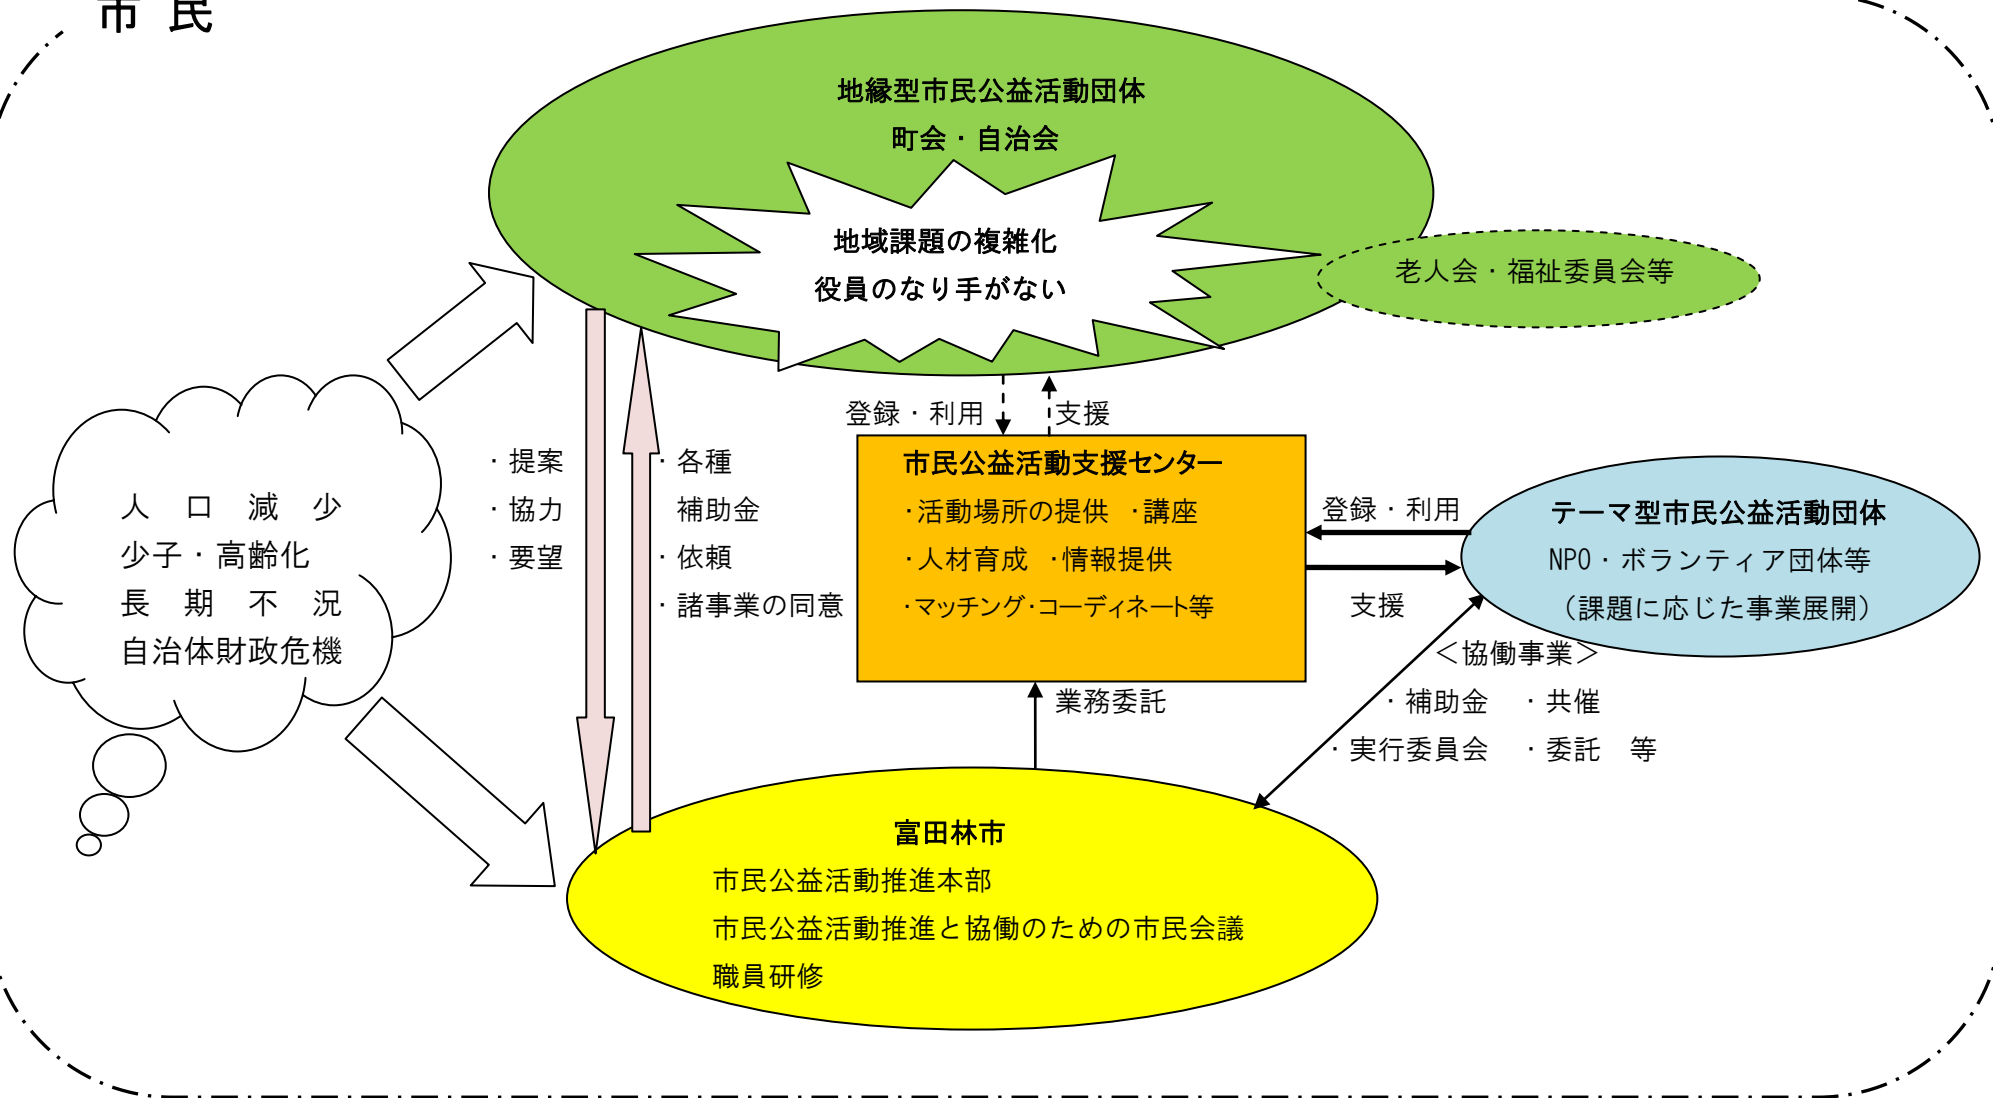 市 民
地縁型市民公益活動団体
町会・自治会
地域課題の複雑化
役員のなり手がない
老人会・福祉委員会等
登録・利用
支援
人 口 減 少
少子・高齢化
長 期 不 況
自治体財政危機
・提案
・協力
・要望
・各種
補助金
・依頼
・諸事業の同意
市民公益活動支援センター
・活動場所の提供 ・講座
・人材育成 ・情報提供
・マッチング・コーディネート等
登録・利用
支援
テーマ型市民公益活動団体
NPO・ボランティア団体等
（課題に応じた事業展開）
＜協働事業＞
・補助金 ・共催
・実行委員会 ・委託 等
業務委託
富田林市
市民公益活動推進本部
市民公益活動推進と協働のための市民会議
職員研修